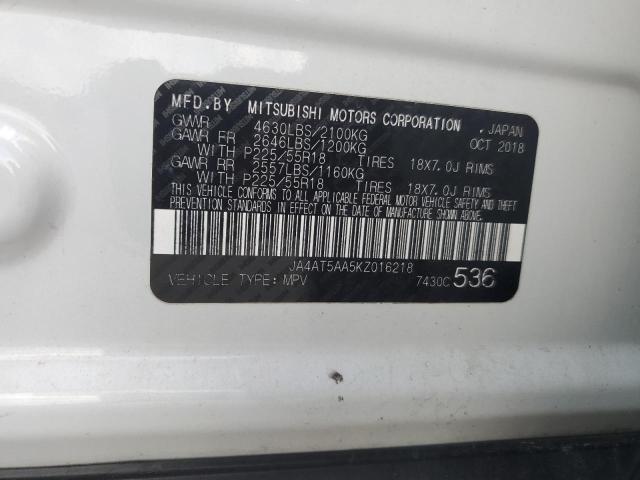 MFD.BY MITSUBISHI MOTORS CORPORATION , JAPAN
GVWR 4630LBS/2100KG OCT 2018
GAWR FR 2646LBS/1200KG
WITH P225/55R18 TIRES 18X7.0J RIMS
GAWR RR 2557LBS/1160KG
WITH P225/55R18 TIRES 18X7.0J RIMS
THIS VEHICLE CONFORMS TO ALL APPLICABLE FEDERAL MOTOR VEHICLE SAFETY AND THEFT
PREVENTION STANDARDS IN EFFECT ON THE DATE OF MANUFACTURE SHOWN ABOVE.
JA4AT5AA5KZ016218
VEHICLE TYPE: MPV 7430C 536